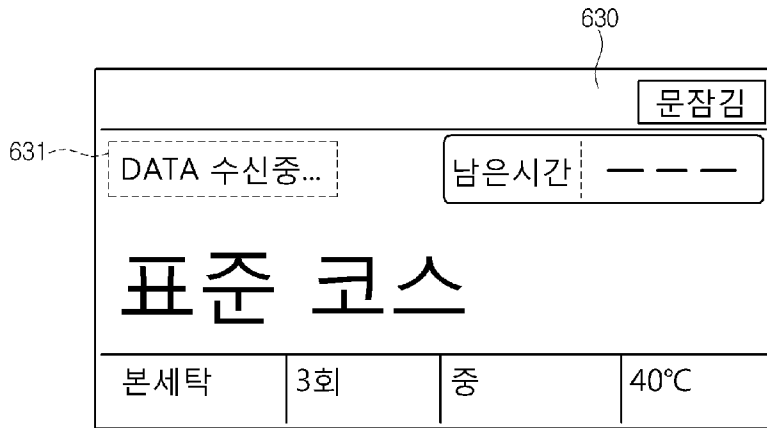 630
문잠김
631
DATA 수신중...
남은시간 ———
표준 코스
본세탁 3회 중 40℃